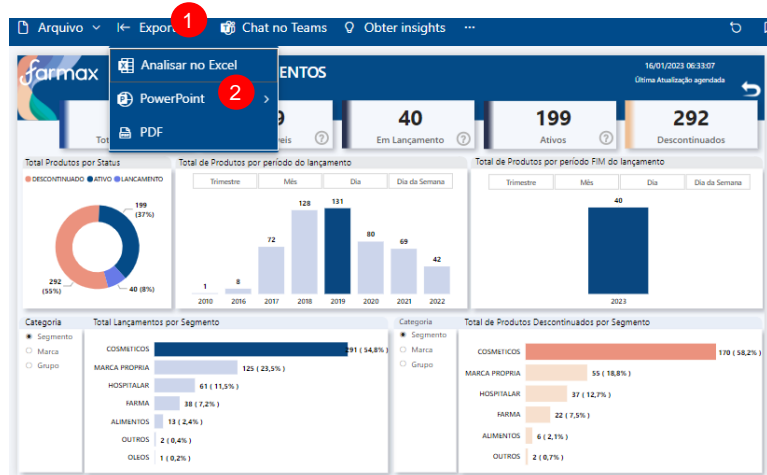 Arquivo
Expor
1
Chat no Teams
Obter insights
...
Analisar no Excel
PowerPoint
2
PDF
farmax
ENTOS
16/01/2023 06:33:07
Última Atualização agendada
Tot
9
eis
?
40
Em Lançamento
?
199
Ativos
?
292
Descontinuados
Total Produtos por Status
DESCONTINUADO ATIVO LANCAMENTO
199
(37%)
292
(55%)
40 (8%)
Total de Produtos por período do lançamento
Trimestre Mês Dia Dia da Semana
1 8 72 128 131 80 69 42
2010 2016 2017 2018 2019 2020 2021 2022
Total de Produtos por período FIM do lançamento
Trimestre Mês Dia Dia da Semana
40
2023
Categoria
Segmento
Marca
Grupo
Total Lançamentos por Segmento
COSMETICOS 291 ( 54,8% )
MARCA PROPRIA 125 ( 23,5% )
HOSPITALAR 61 ( 11,5% )
FARMA 38 ( 7,2% )
ALIMENTOS 13 ( 2,4% )
OUTROS 2 ( 0,4% )
OLEOS 1 ( 0,2% )
Categoria
Segmento
Marca
Grupo
Total de Produtos Descontinuados por Segmento
COSMETICOS 170 ( 58,2% )
MARCA PROPRIA 55 ( 18,8% )
HOSPITALAR 37 ( 12,7% )
FARMA 22 ( 7,5% )
ALIMENTOS 6 ( 2,1% )
OUTROS 2 ( 0,7% )